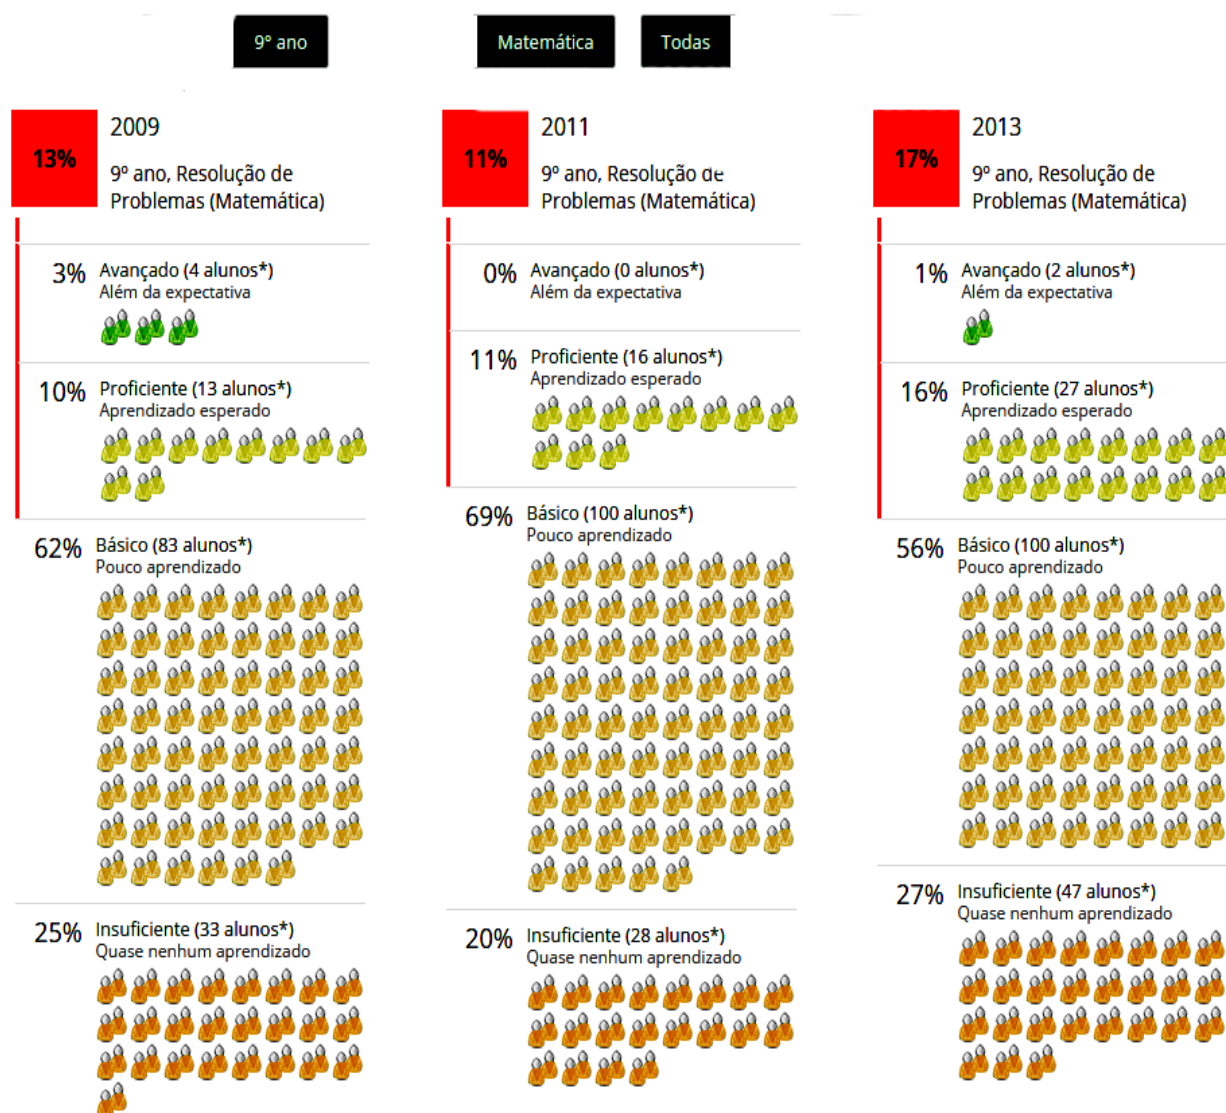 9º ano
Matemática
Todas
13%
2009
9º ano, Resolução de
Problemas (Matemática)
3%
Avançado (4 alunos*)
Além da expectativa
10%
Proficiente (13 alunos*)
Aprendizado esperado
62%
Básico (83 alunos*)
Pouco aprendizado
25%
Insuficiente (33 alunos*)
Quase nenhum aprendizado
11%
2011
9º ano, Resolução de
Problemas (Matemática)
0%
Avançado (0 alunos*)
Além da expectativa
11%
Proficiente (16 alunos*)
Aprendizado esperado
69%
Básico (100 alunos*)
Pouco aprendizado
20%
Insuficiente (28 alunos*)
Quase nenhum aprendizado
17%
2013
9º ano, Resolução de
Problemas (Matemática)
1%
Avançado (2 alunos*)
Além da expectativa
16%
Proficiente (27 alunos*)
Aprendizado esperado
56%
Básico (100 alunos*)
Pouco aprendizado
27%
Insuficiente (47 alunos*)
Quase nenhum aprendizado